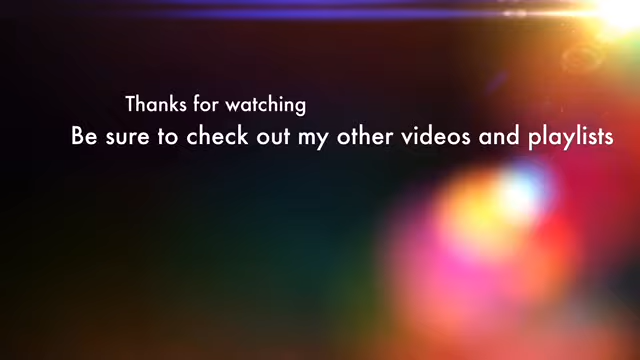 Thanks for watching
Be sure to check out my other videos and playlists